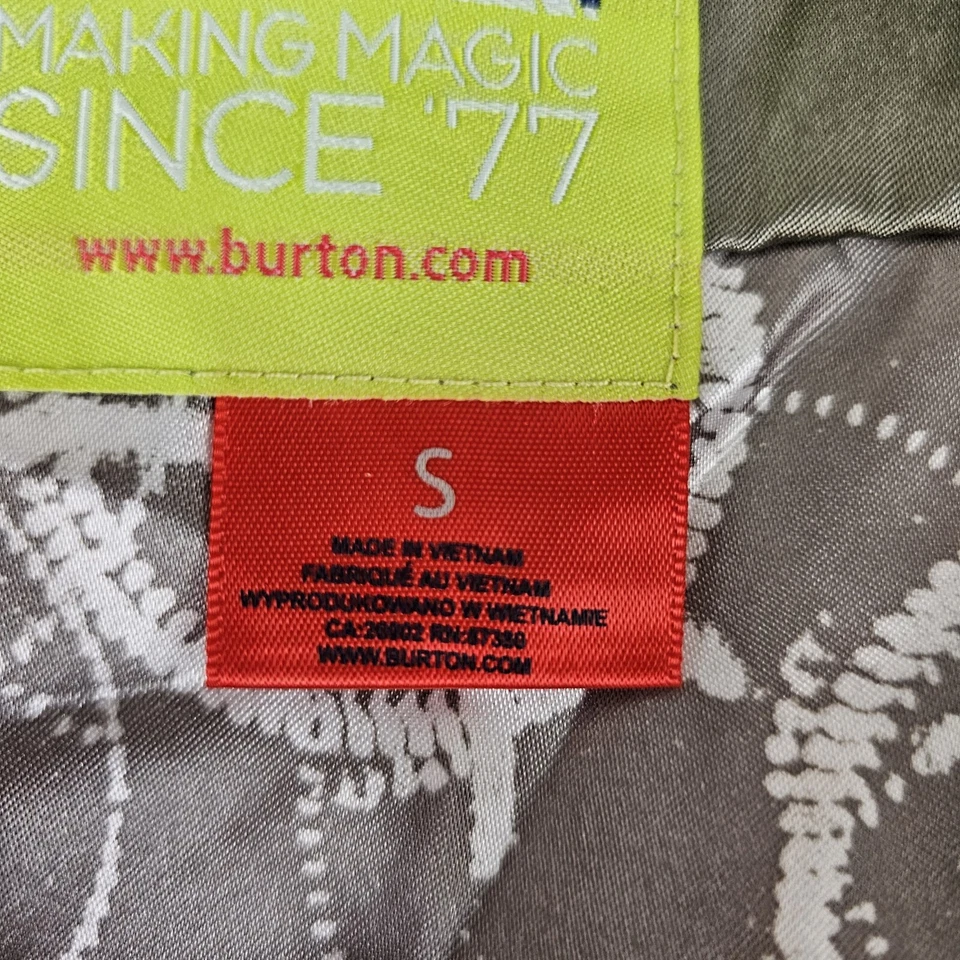 MAKING MAGIC
SINCE '77
www.burton.com
S
MADE IN VIETNAM
FABRIQUÉ AU VIETNAM
WYPRODUKOWANO W WIETNAMIE
CA:26802 RN:87380
WWW.BURTON.COM